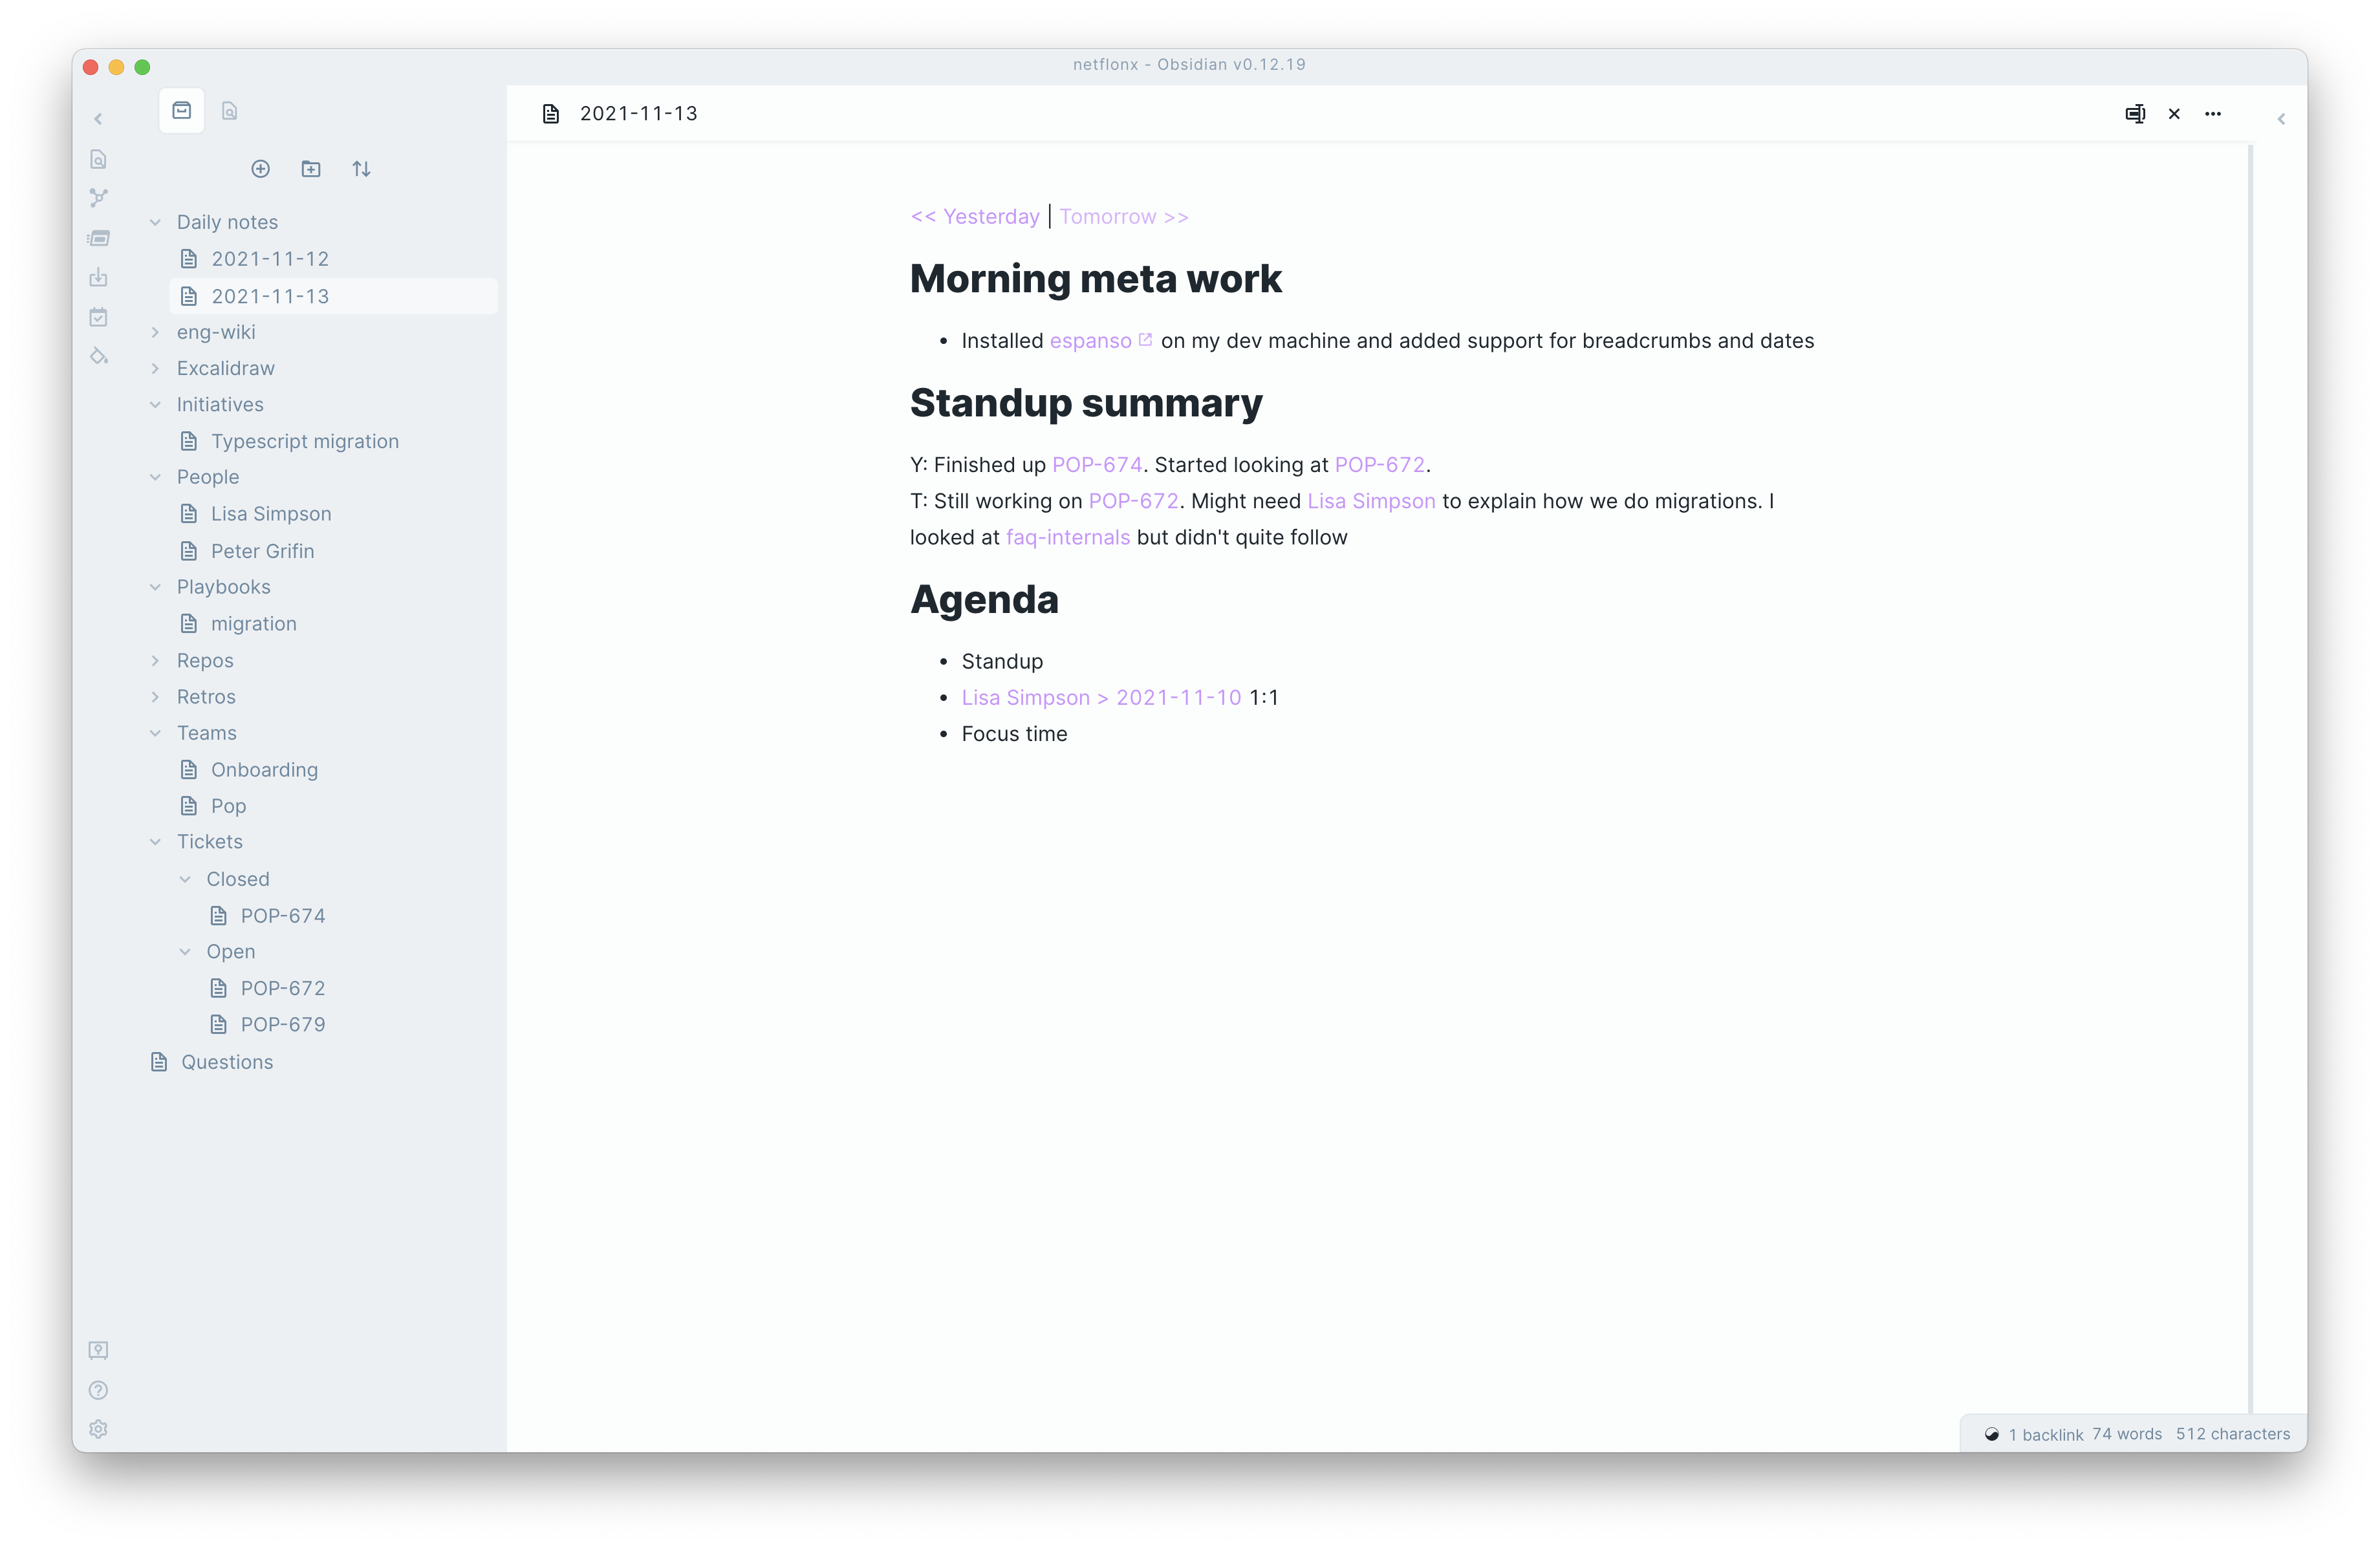 netflonx - Obsidian v0.12.19
2021-11-13
Daily notes
2021-11-12
2021-11-13
eng-wiki
Excalidraw
Initiatives
Typescript migration
People
Lisa Simpson
Peter Grifin
Playbooks
migration
Repos
Retros
Teams
Onboarding
Pop
Tickets
Closed
POP-674
Open
POP-672
POP-679
Questions
<< Yesterday | Tomorrow >>
Morning meta work
• Installed espanso on my dev machine and added support for breadcrumbs and dates
Standup summary
Y: Finished up POP-674. Started looking at POP-672.
T: Still working on POP-672. Might need Lisa Simpson to explain how we do migrations. I
looked at faq-internals but didn't quite follow
Agenda
• Standup
• Lisa Simpson > 2021-11-10 1:1
• Focus time
1 backlink 74 words 512 characters